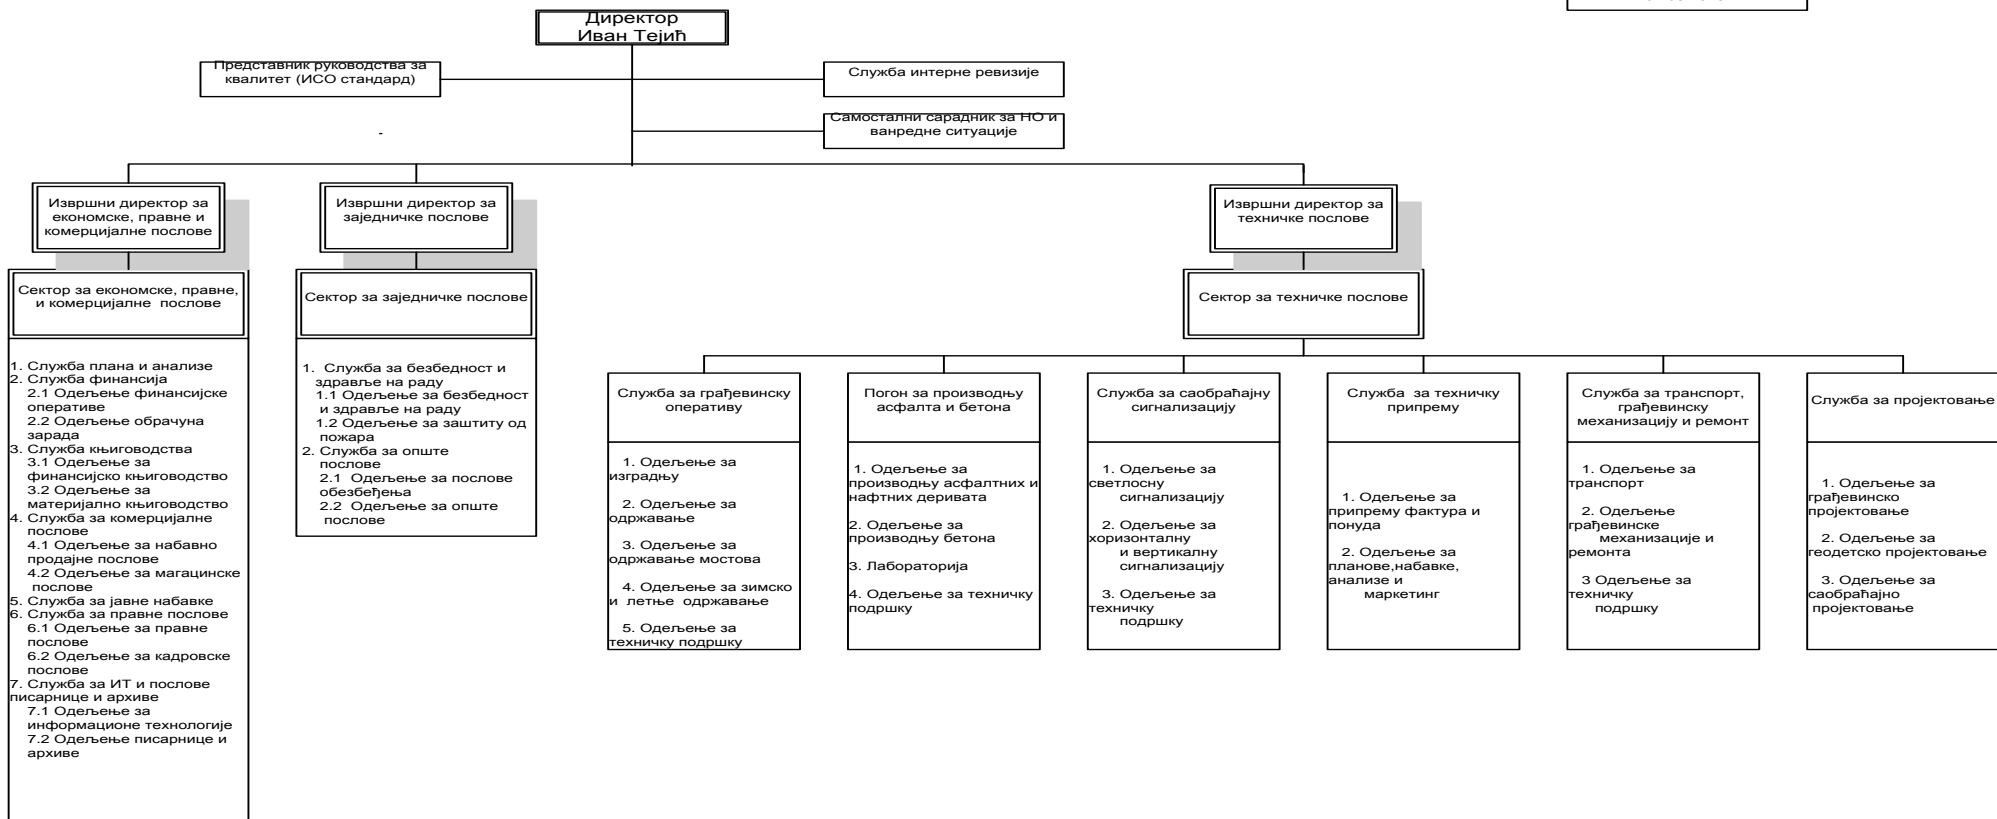 Директор
Иван Тејић
Представник руководства за
квалитет (ИСО стандард)
Служба интерне ревизије
Самостални сарадник за НО и
ванредне ситуације
-
Извршни директор за
економске, правне и
комерцијалне послове
Извршни директор за
заједничке послове
Извршни директор за
техничке послове
Сектор за економске, правне,
и комерцијалне  послове
Сектор за заједничке послове
Сектор за техничке послове
1. Служба плана и анализе
2. Служба финансија
2.1 Одељење финансијске
оперативе
2.2 Одељење обрачуна
зарада
3. Служба књиговодства
3.1 Одељење за
финансијско књиговодство
3.2 Одељење за
материјално књиговодство
4. Служба за комерцијалне
послове
4.1 Одељење за набавно
продајне послове
4.2 Одељење за магацинске
послове
5. Служба за јавне набавке
6. Служба за правне послове
6.1 Одељење за правне
послове
6.2 Одељење за кадровске
послове
7. Служба за ИТ и послове
писарнице и архиве
7.1 Одељење за
информационе технологије
7.2 Одељење писарнице и
архиве
1.  Служба за безбедност и
здравље на раду
1.1 Одељење за безбедност
и здравље на раду
1.2 Одељење за заштиту од
пожара
2. Служба за опште
послове
2.1  Одељење за послове
обезбеђења
2.2  Одељење за опште
послове
Служба за грађевинску
оперативу
1. Одељење за
изградњу
2. Одељење за
одржавање
3. Одељење за
одржавање мостова
4. Одељење за зимско
и  летње  одржавање
5. Одељење за
техничку подршку
Погон за производњу
асфалта и бетона
1. Одељење за
производњу асфалтних и
нафтних деривата
2. Одељење за
производњу бетона
3. Лабораторија
4. Одељење за техничку
подршку
Служба за саобраћајну
сигнализацију
1. Одељење за
светлосну
сигнализацију
2. Одељење за
хоризонталну
и вертикалну
сигнализацију
3. Одељење за
техничку
подршку
Служба  за техничку
припрему
1. Одељење за
припрему фактура и
понуда
2. Одељење за
планове,набавке,
анализе и
маркетинг
Служба за транспорт,
грађевинску
механизацију и ремонт
1. Одељење за
транспорт
2. Одељење
грађевинске
механизације и
ремонта
3 Одељење за
техничку
подршку
Служба за пројектовање
1. Одељење за
грађевинско
пројектовање
2. Одељење за
геодетско пројектовање
3. Одељење за
саобраћајно
пројектовање